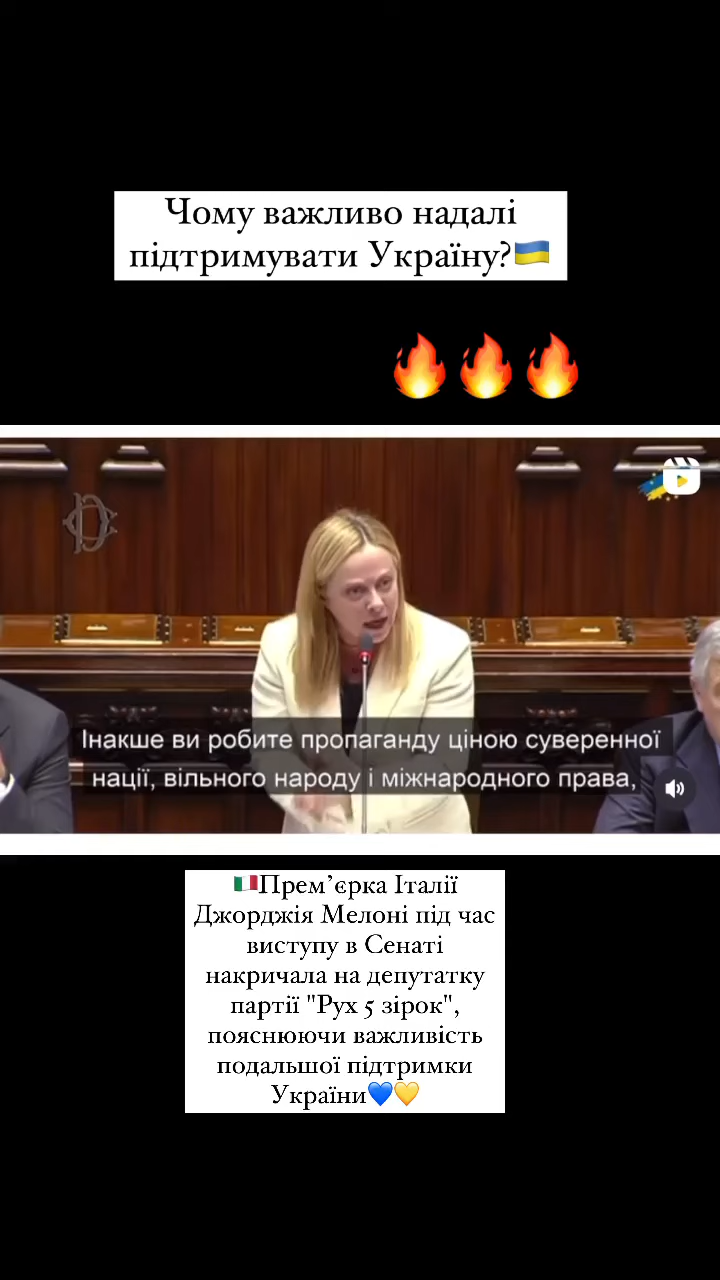 Чому важливо надалі
підтримувати Україну?🇺🇦
🔥🔥🔥
Інакше ви робите пропаганду ціною суверенної
нації, вільного народу і міжнародного права,
🇮🇹Прем’єрка Італії
Джорджія Мелоні під час
виступу в Сенаті
накричала на депутатку
партії "Рух 5 зірок",
пояснюючи важливість
подальшої підтримки
України💙💛